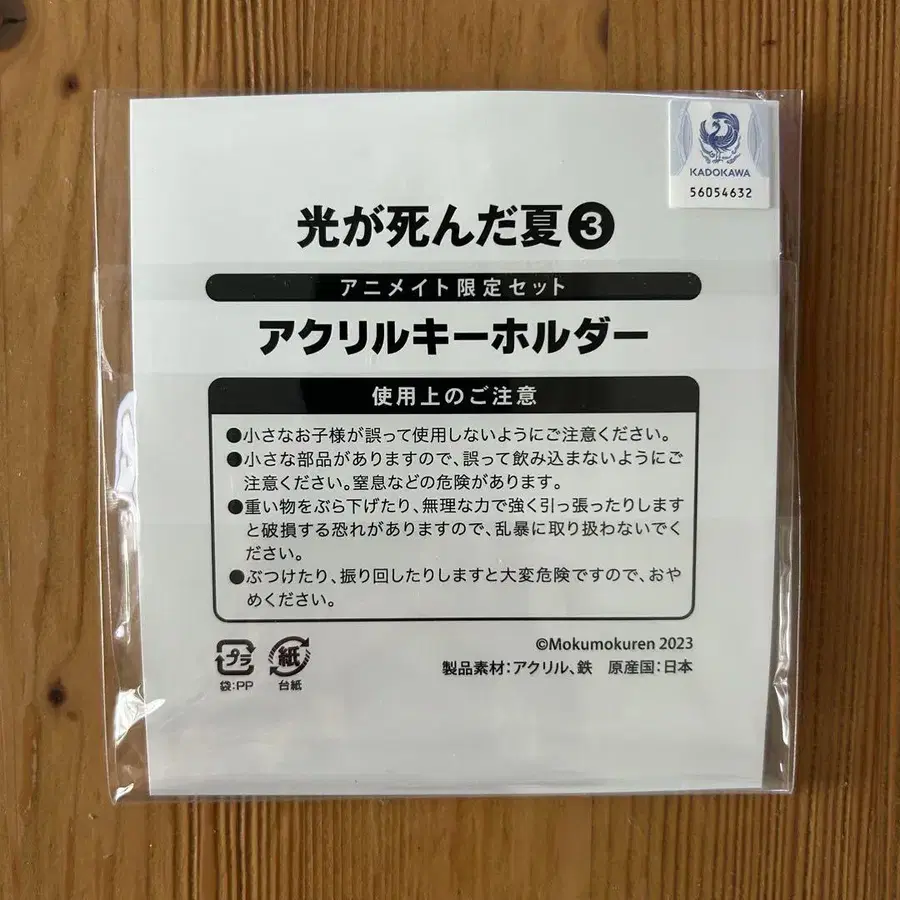 KADOKAWA
56054632
光が死んだ夏❸
アニメイト限定セット
アクリルキーホルダー
使用上のご注意
●小さなお子様が誤って使用しないようにご注意ください。
●小さな部品がありますので、誤って飲み込まないようにご
注意ください。窒息などの危険があります。
●重い物をぶら下げたり、無理な力で強く引っ張ったりします
と破損する恐れがありますので、乱暴に取り扱わないでく
ださい。
●ぶつけたり、振り回したりしますと大変危険ですので、おや
めください。
©Mokumokuren 2023
製品素材:アクリル、鉄 原産国:日本
プラ
袋:PP
紙
台紙